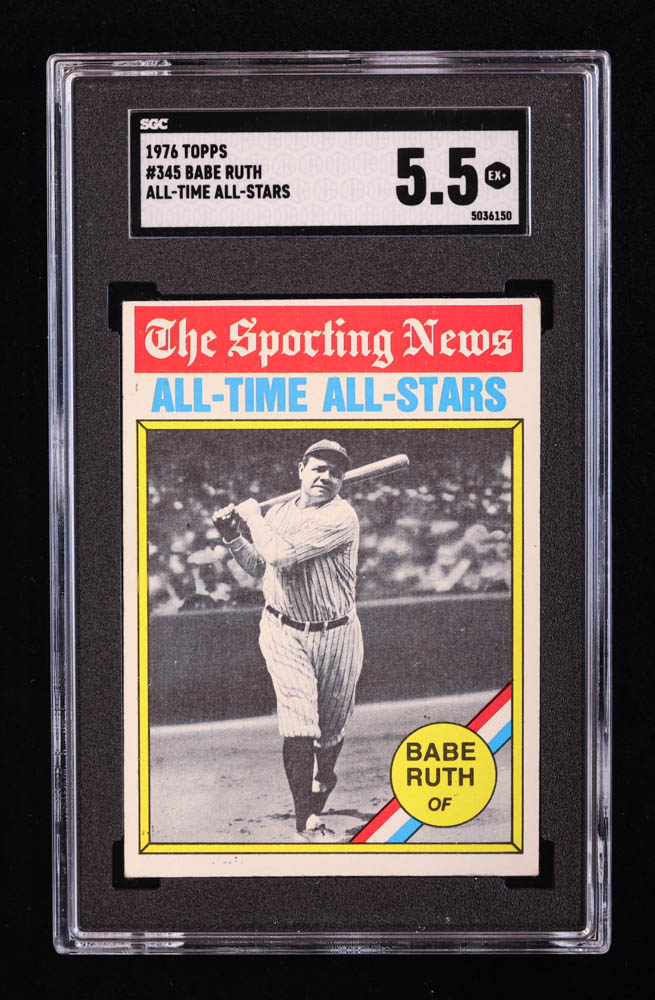 SGC
1976 TOPPS
#345 BABE RUTH
ALL-TIME ALL-STARS
5.5
EX+
5036150
The Sporting News
ALL-TIME ALL-STARS
BABE
RUTH
OF